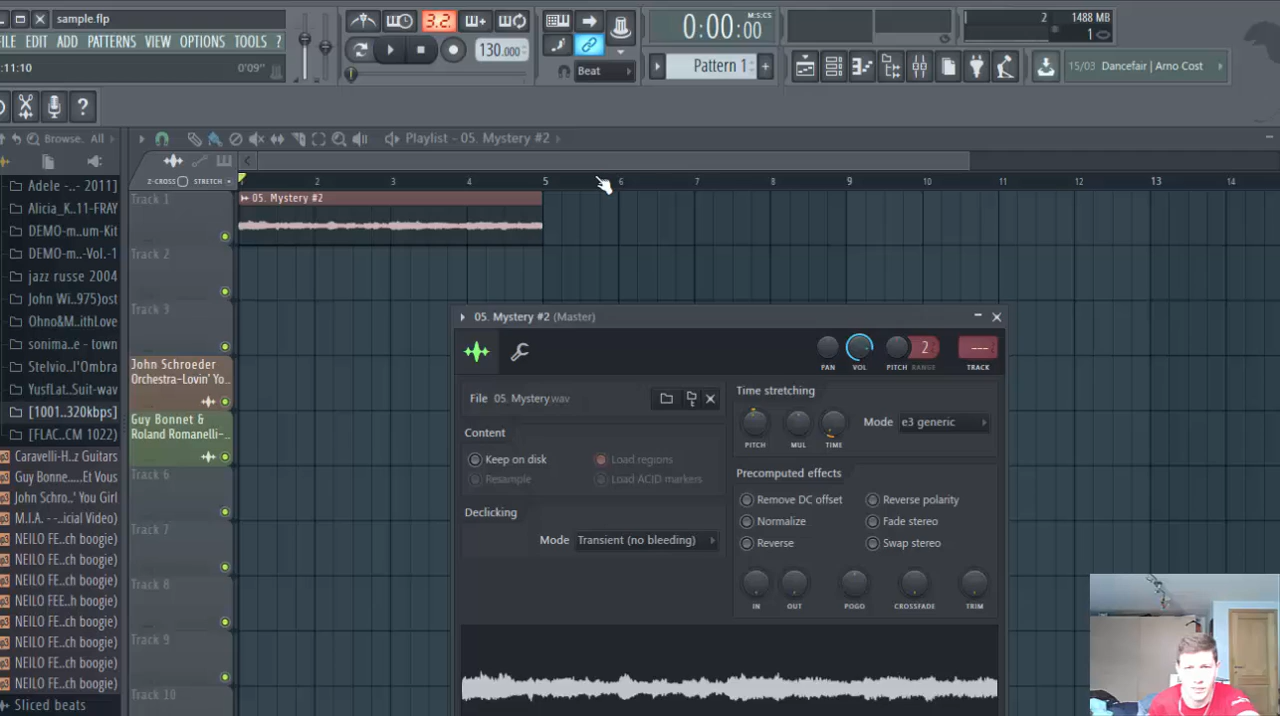 sample.flp
3.2.
0:00:00
M:S:CS
2
1488 MB
1
ILE EDIT ADD PATTERNS VIEW OPTIONS TOOLS ?
130.000
Pattern 1
:11:10
0'09"
Beat
15/03 Dancefair | Arno Cost
?
Browse.. All
Playlist - 05. Mystery #2
Z-CROSS STRETCH
2 3 4 5 6 7 8 9 10 11 12 13 14
Adele -..- 2011]
Alicia_K..11-FRAY
DEMO-m..um-Kit
DEMO-m..-Vol.-1
jazz russe 2004
John Wi..975)ost
Ohno&M..ithLove
sonima..e - town
Stelvio..l'Ombra
YusfLat..Suit-wav
[1001..320kbps]
[FLAC..CM 1022)
Caravelli-H..z Guitars
Guy Bonnet.....Et Vous
John Schro..' You Girl
M.I.A. - ..icial Video)
NEILO FE..ch boogie)
NEILO FE..ch boogie)
NEILO FE..ch boogie)
NEILO FEE..ch boogie)
NEILO FE..ch boogie)
NEILO FE..ch boogie)
NEILO FE..ch boogie)
NEILO FE..ch boogie)
Sliced beats
Track 1
05. Mystery #2
Track 2
Track 3
John Schroeder
Orchestra-Lovin' Yo...
Guy Bonnet &
Roland Romanelli-...
Track 6
Track 7
Track 8
Track 9
Track 10
05. Mystery #2 (Master)
2
---
PAN VOL PITCH RANGE TRACK
File 05. Mystery.wav
Content
Keep on disk
Load regions
Resample
Load ACID markers
Declicking
Mode Transient (no bleeding)
Time stretching
PITCH MUL TIME
Mode e3 generic
Precomputed effects
Remove DC offset
Reverse polarity
Normalize
Fade stereo
Reverse
Swap stereo
IN OUT POGO CROSSFADE TRIM